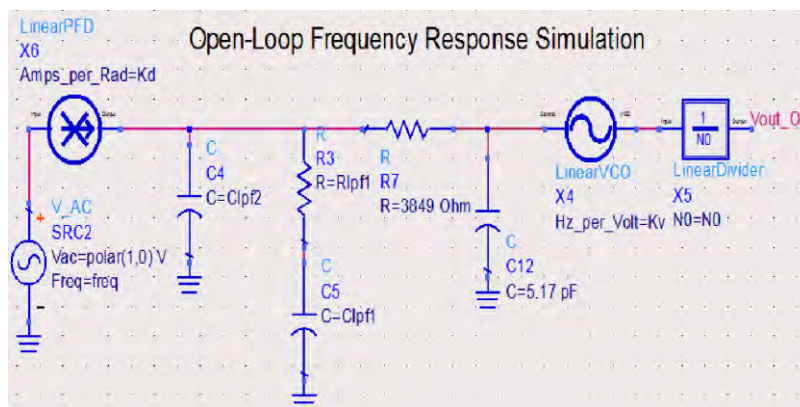 LinearPFD
X6
Amps_per_Rad=Kd
Open-Loop Frequency Response Simulation
Input
Output
V_AC
SRC2
Vac=polar(1,0) V
Freq=freq
C
C4
C=Clpf2
R
R3
R=Rlpf1
C
C5
C=Clpf1
R
R7
R=3849 Ohm
C
C12
C=5.17 pF
LinearVCO
X4
Hz_per_Volt=Kv
1
N0
LinearDivider
X5
N0=N0
Vout_O